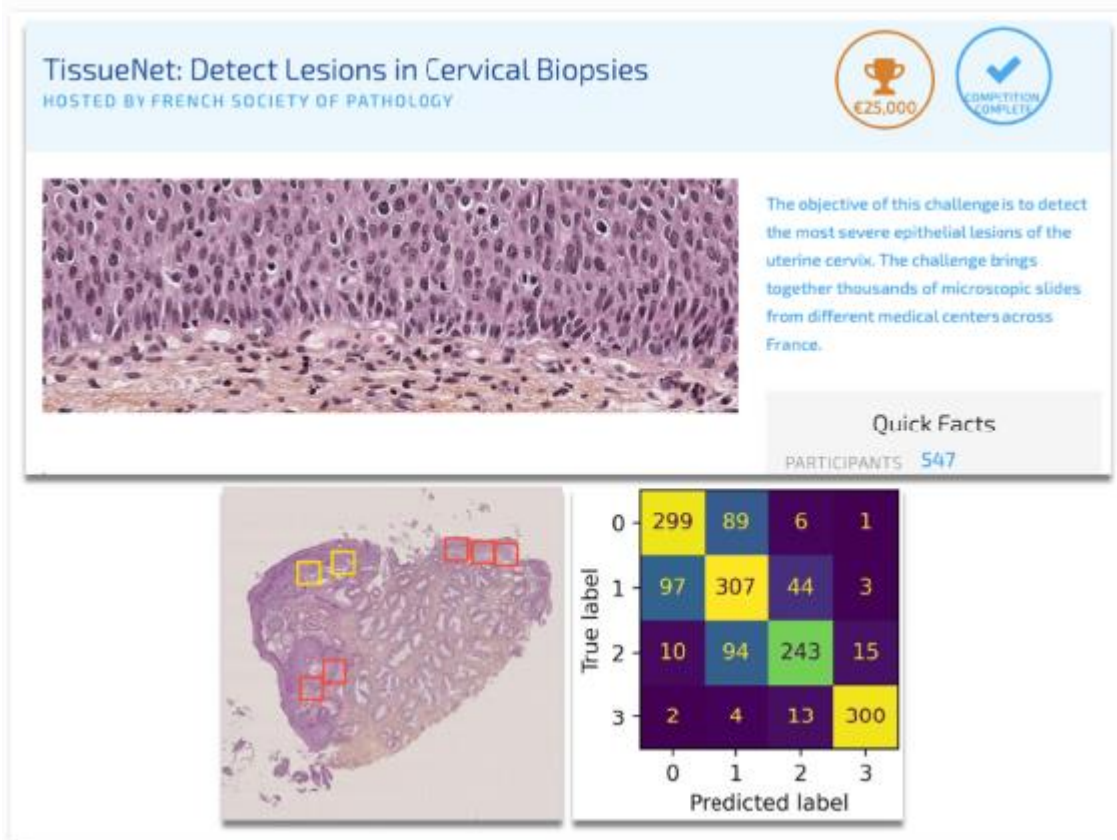 TissueNet: Detect Lesions in Cervical Biopsies
HOSTED BY FRENCH SOCIETY OF PATHOLOGY
€25,000
COMPETITION
COMPLETE
The objective of this challenge is to detect
the most severe epithelial lesions of the
uterine cervix. The challenge brings
together thousands of microscopic slides
from different medical centers across
France.
Quick Facts
PARTICIPANTS 547
True label
0 299 89 6 1
1 97 307 44 3
2 10 94 243 15
3 2 4 13 300
0 1 2 3
Predicted label